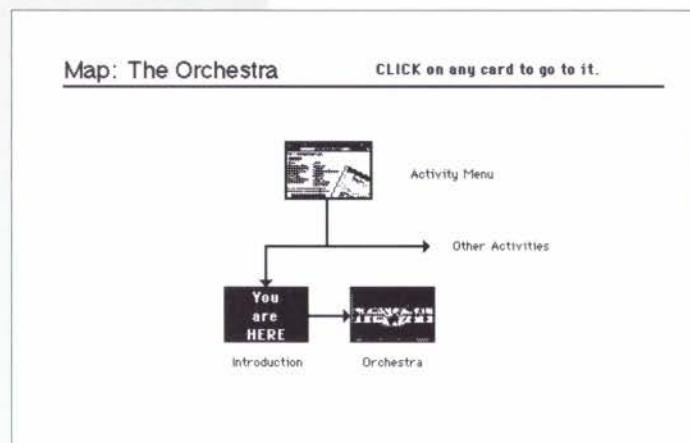 Map: The Orchestra
CLICK on any card to go to it.
Activity Menu
Other Activities
You
are
HERE
Introduction
Orchestra